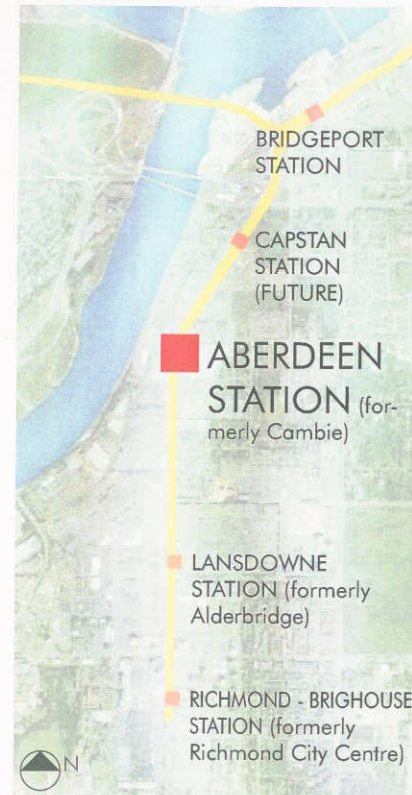 BRIDGEPORT
STATION
CAPSTAN
STATION
(FUTURE)
ABERDEEN
STATION (for-
merly Cambie)
LANSDOWNE
STATION (formerly
Alderbridge)
RICHMOND - BRIGHOUSE
STATION (formerly
Richmond City Centre)
N